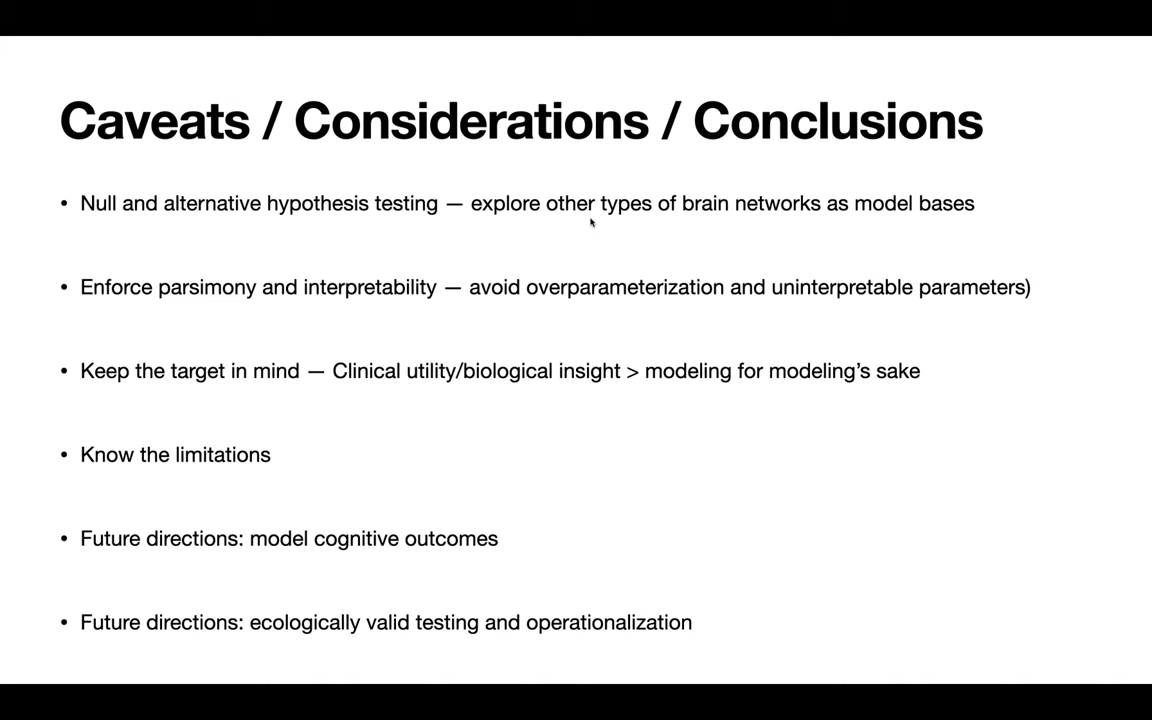 Caveats / Considerations / Conclusions
• Null and alternative hypothesis testing — explore other types of brain networks as model bases
• Enforce parsimony and interpretability — avoid overparameterization and uninterpretable parameters)
• Keep the target in mind — Clinical utility/biological insight > modeling for modeling’s sake
• Know the limitations
• Future directions: model cognitive outcomes
• Future directions: ecologically valid testing and operationalization